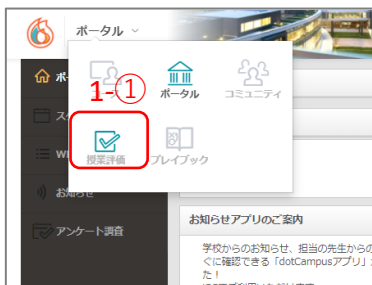 ポータル
コース
ポータル
コミュニティ
1-①
授業評価
プレイブック
お知らせ
アンケート調査
お知らせアプリのご案内
学校からのお知らせ、担当の先生からの
ぐに確認できる「dotCampusアプリ」
た！